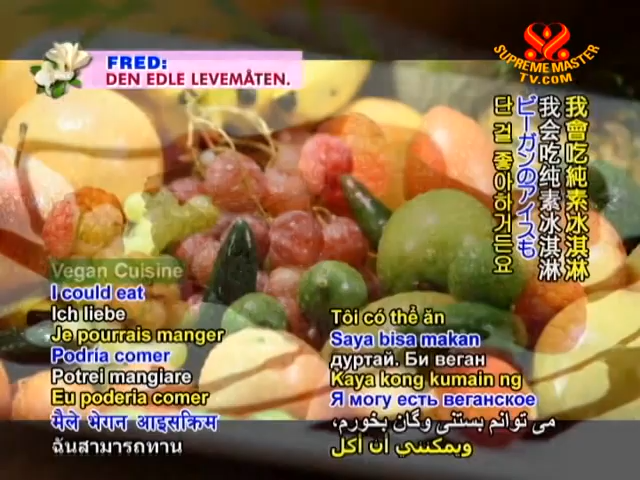 FRED:
DEN EDLE LEVEMÅTEN.
SUPREME MASTER
TV.COM
我會吃純素冰淇淋
我会吃纯素冰淇淋
ビーガンのアイスも
단 걸 좋아하거든요
Vegan Cuisine
I could eat
Ich liebe
Je pourrais manger
Podría comer
Potrei mangiare
Eu poderia comer
मैले भेगन आइसक्रिम
ฉันสามารถทาน
Tôi có thể ăn
Saya bisa makan
дуртай. Би веган
Kaya kong kumain ng
Я могу есть веганское
می توانم بستنی وگان بخورم،
ويمكنني أن آكل